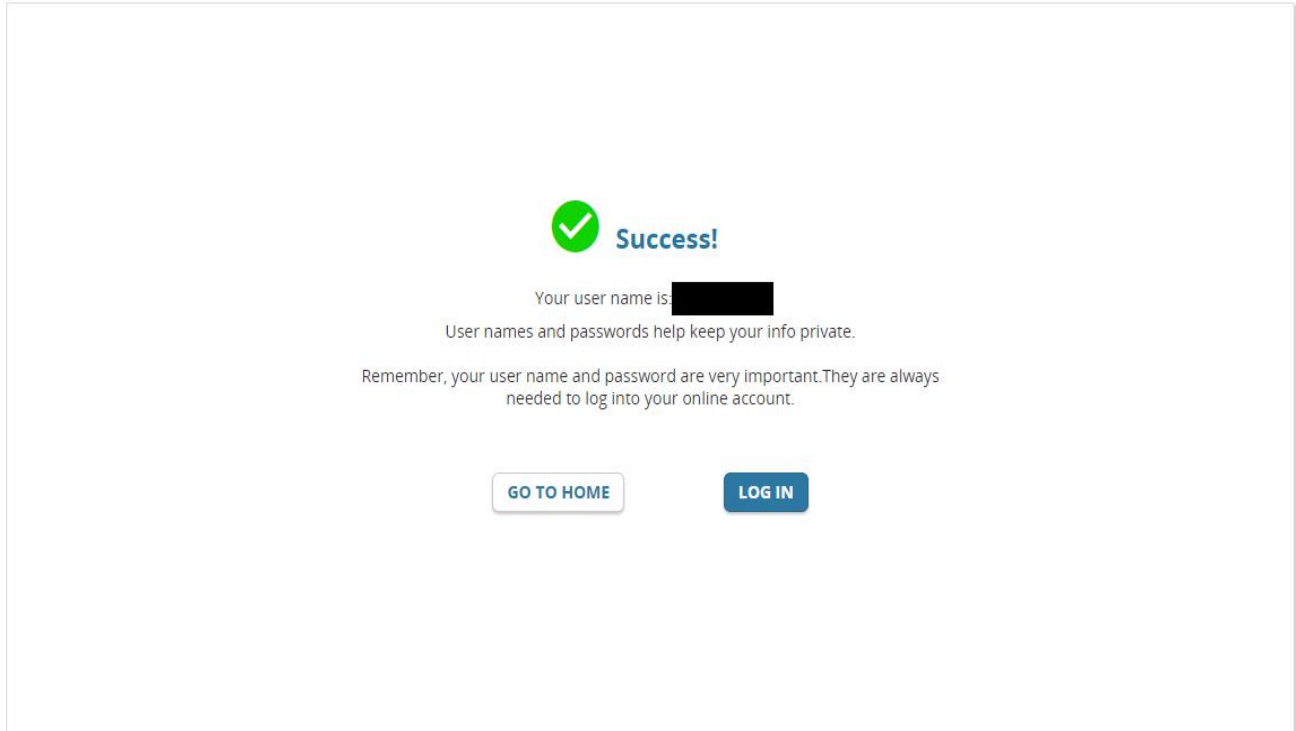 Success!
Your user name is:
User names and passwords help keep your info private.
Remember, your user name and password are very important.They are always
needed to log into your online account.
GO TO HOME
LOG IN